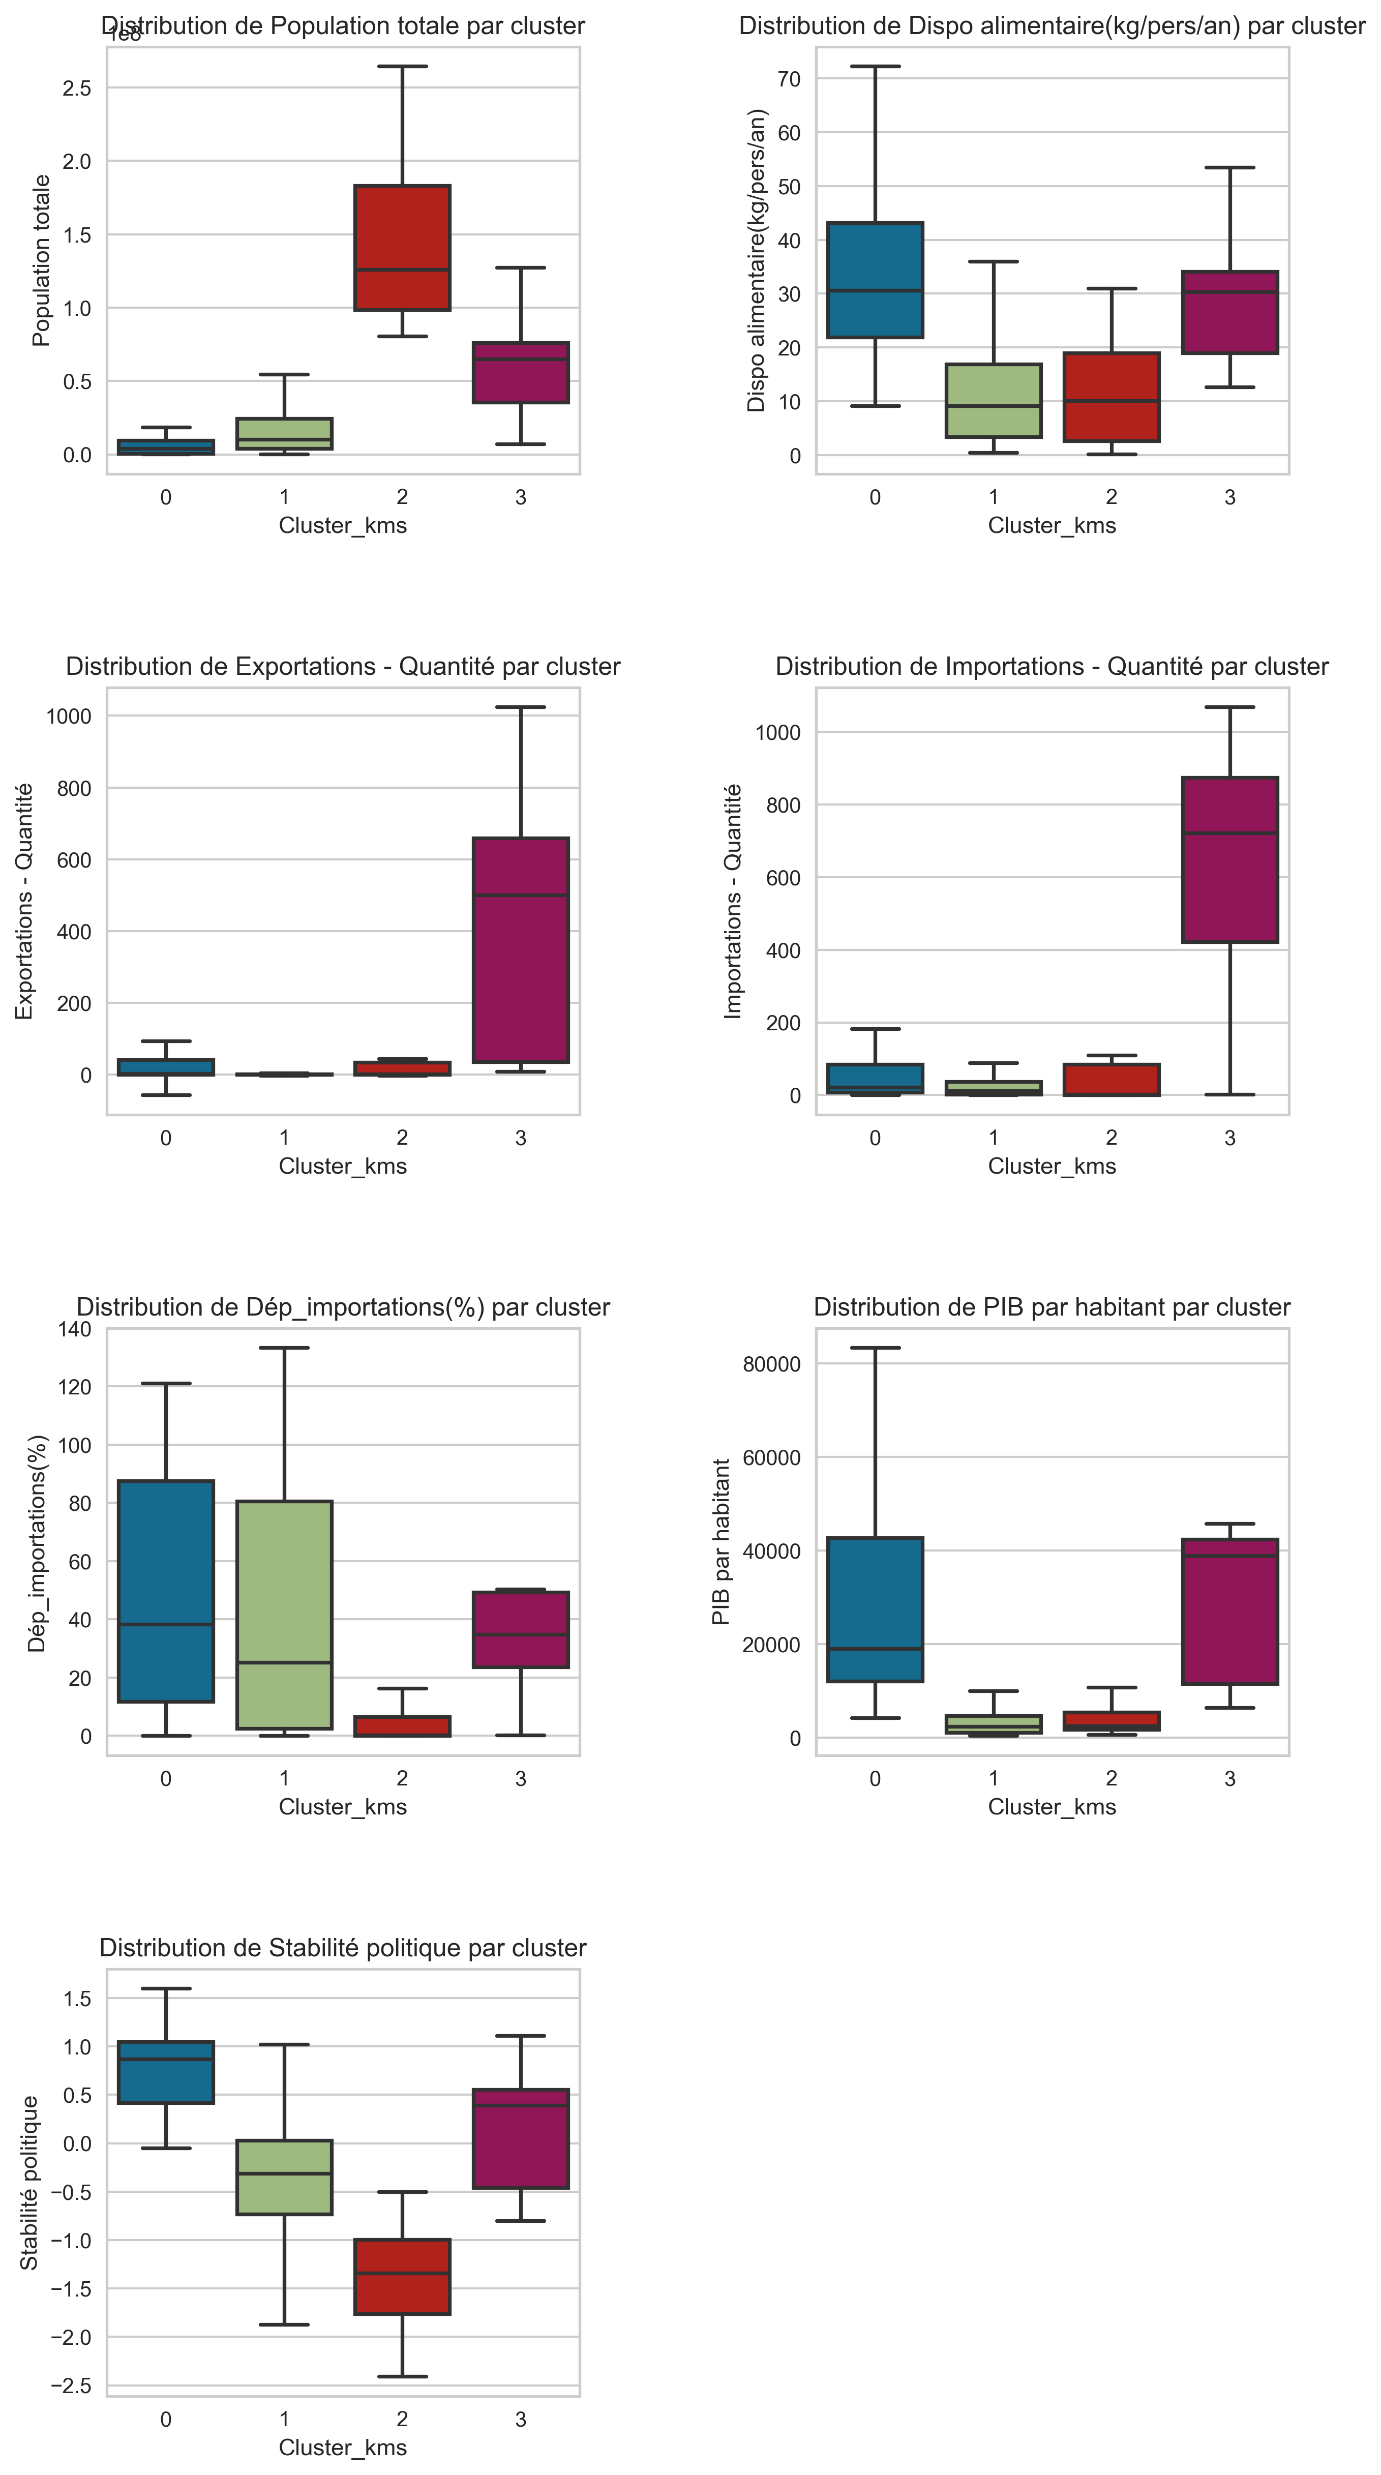 Distribution de Population totale par cluster
1e8
Population totale
2.5
2.0
1.5
1.0
0.5
0.0
0 1 2 3
Cluster_kms
Distribution de Dispo alimentaire(kg/pers/an) par cluster
Dispo alimentaire(kg/pers/an)
70
60
50
40
30
20
10
0
0 1 2 3
Cluster_kms
Distribution de Exportations - Quantité par cluster
Exportations - Quantité
1000
800
600
400
200
0
0 1 2 3
Cluster_kms
Distribution de Importations - Quantité par cluster
Importations - Quantité
1000
800
600
400
200
0
0 1 2 3
Cluster_kms
Distribution de Dép_importations(%) par cluster
Dép_importations(%)
140
120
100
80
60
40
20
0
0 1 2 3
Cluster_kms
Distribution de PIB par habitant par cluster
PIB par habitant
80000
60000
40000
20000
0
0 1 2 3
Cluster_kms
Distribution de Stabilité politique par cluster
Stabilité politique
1.5
1.0
0.5
0.0
−0.5
−1.0
−1.5
−2.0
−2.5
0 1 2 3
Cluster_kms